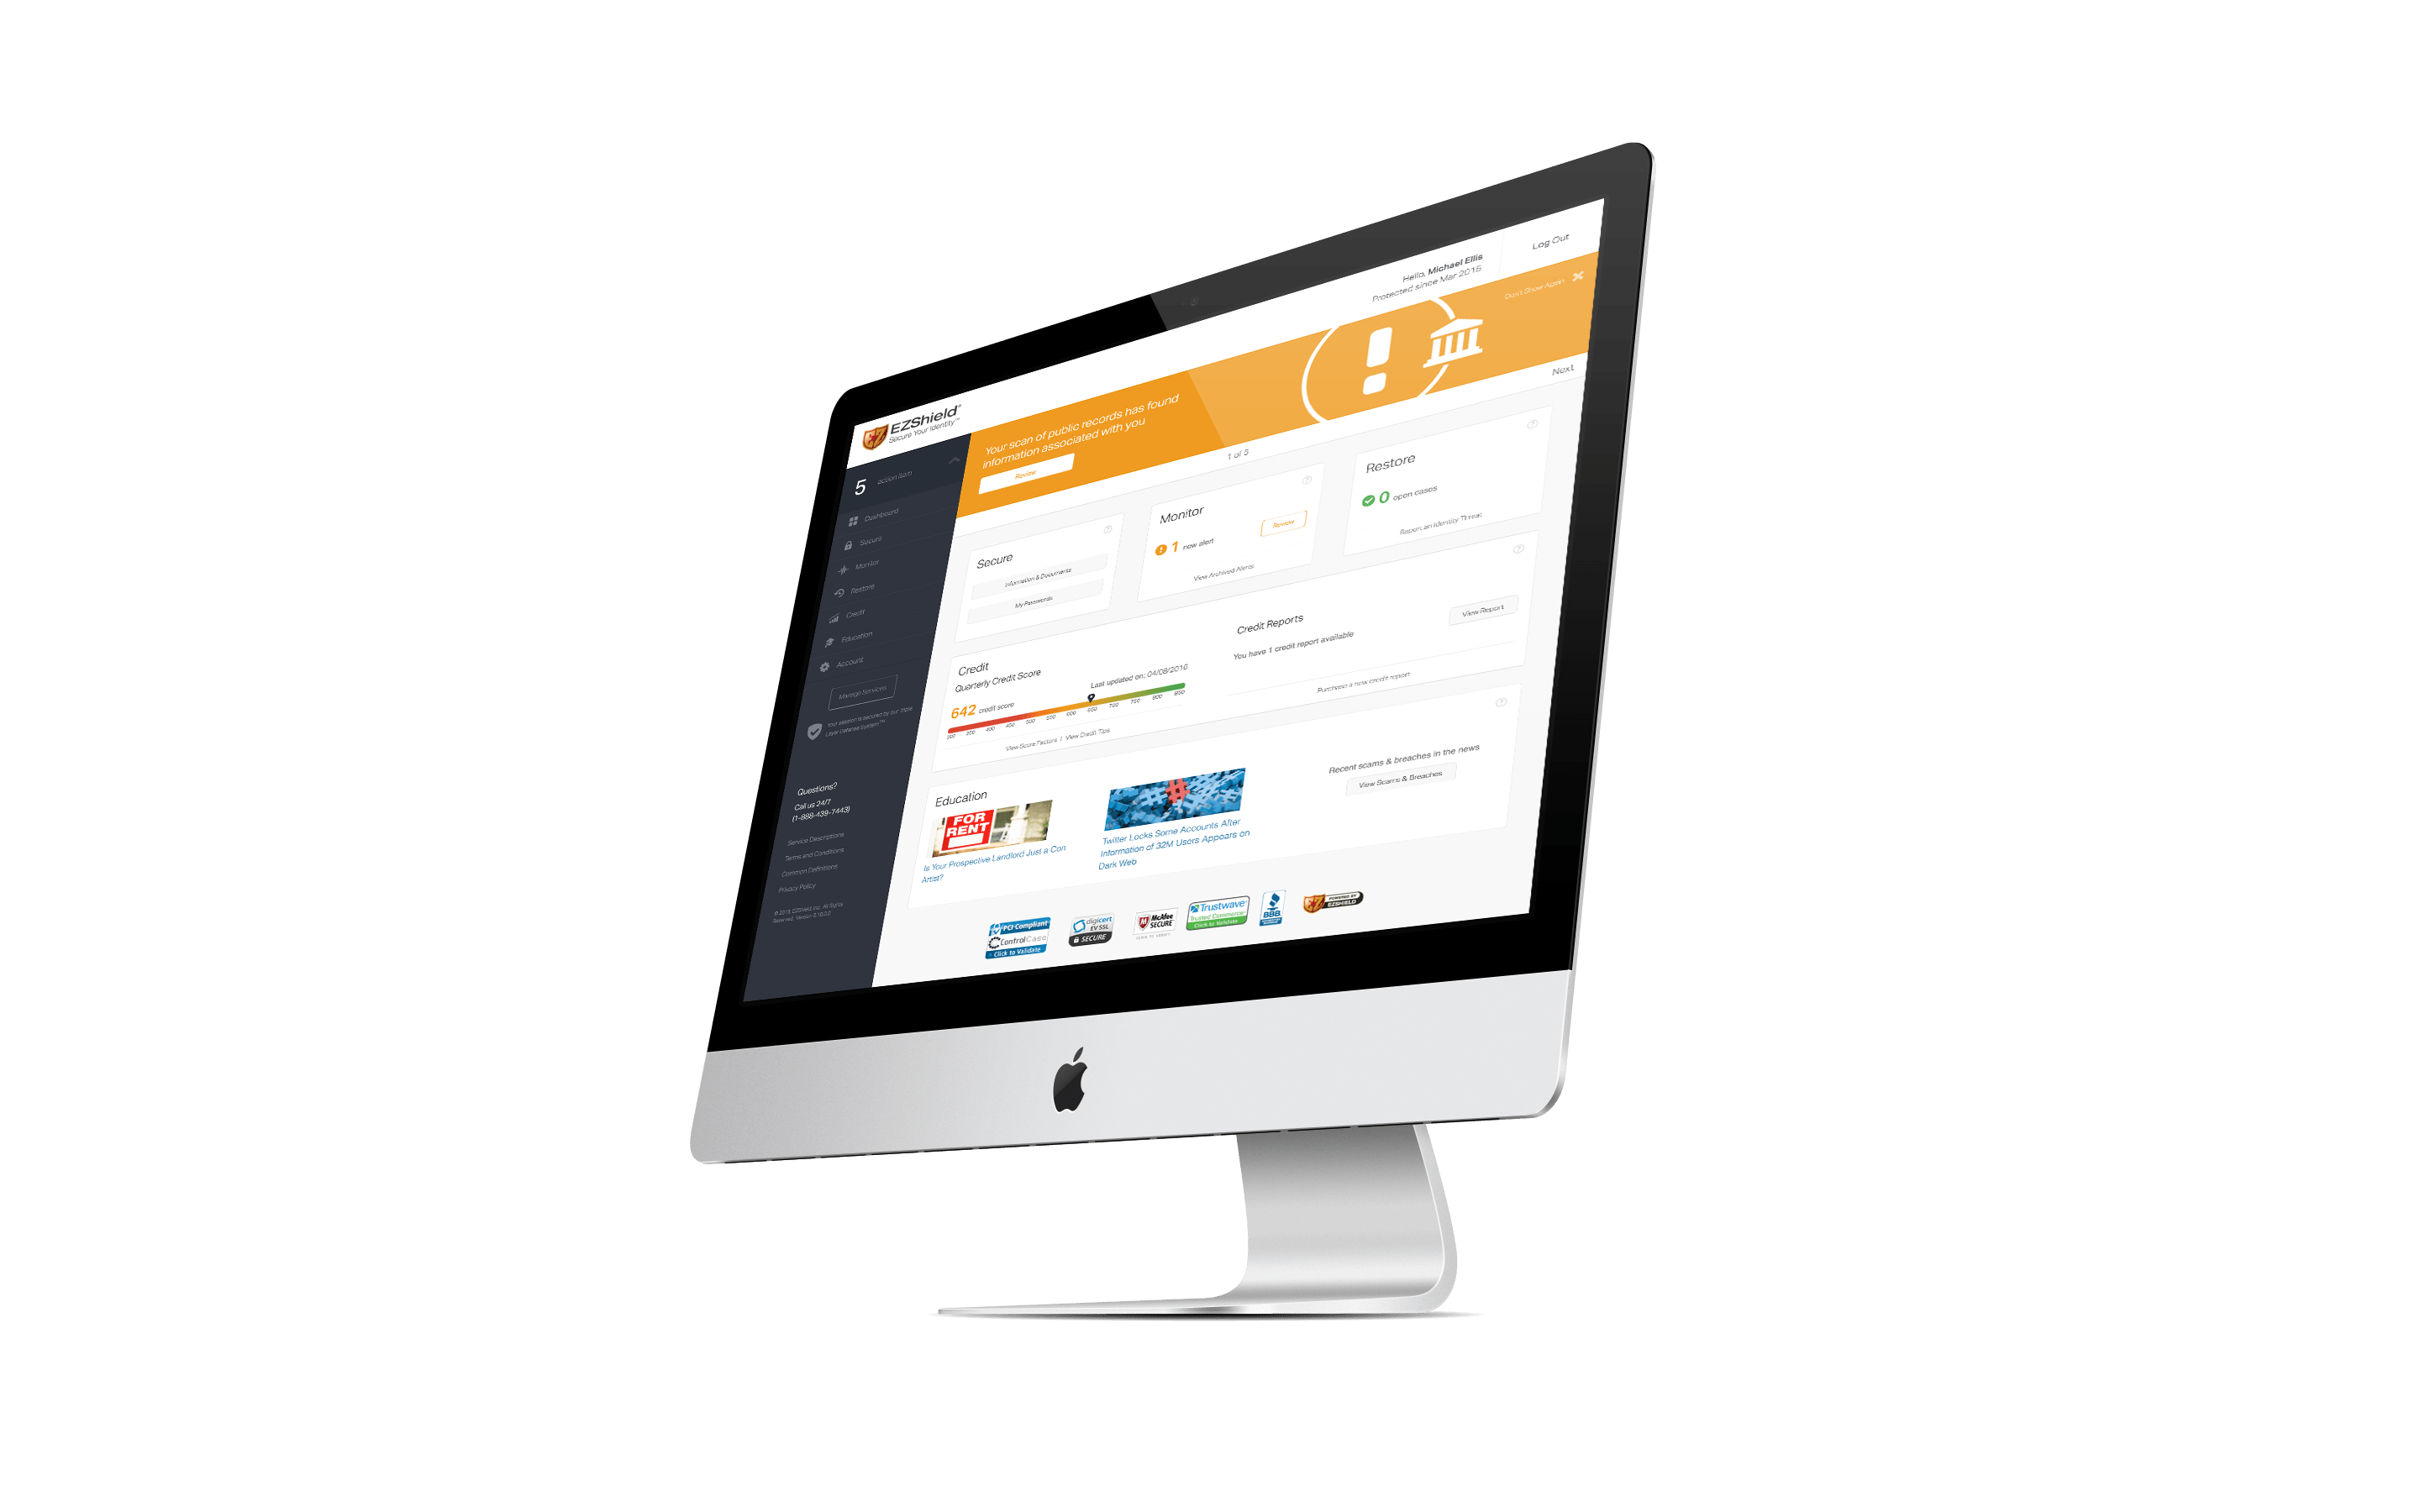 EZShield®
Secure Your Identity™
Hello, Michael Ellis
Protected since Mar 2015
Log Out
5 action item
Dashboard
Secure
Monitor
Restore
Credit
Education
Account
Manage Services
Your session is secured by our Triple
Layer Defense System™
Questions?
Call us 24/7
(1-888-439-7443)
Service Descriptions
Terms and Conditions
Common Definitions
Privacy Policy
EZShield Inc. All Rights
Reserved. Version
Your scan of public records has found
information associated with you
Review
Don't Show Again
1 of 5
Next
Secure
Information & Documents
My Passwords
Monitor
1 new alert
Review
View Archived Alerts
Restore
0 open cases
Report an Identity Threat
Credit
Quarterly Credit Score
642 credit score
Last updated on: 04/08/2016
350 400 450 500 550 600 650 700 750 800 850
View Score Factors | View Credit Tips
Credit Reports
You have 1 credit report available
View Report
Purchase a new credit report
Education
FOR
RENT
Is Your Prospective Landlord Just a Con
Artist?
#
Twitter Locks Some Accounts After
Information of 32M Users Appears on
Dark Web
Recent scams & breaches in the news
View Scams & Breaches
PCI Compliant
ControlCase
Click to Validate
digicert
EV SSL
SECURE
McAfee
SECURE
Trustwave
Trusted Commerce
Click to Validate
BBB
POWERED BY
EZSHIELD